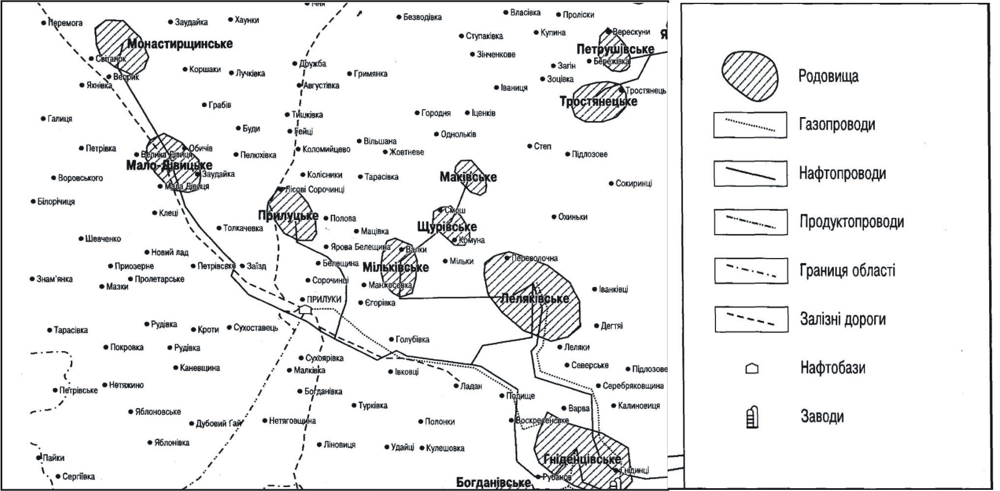 Ічня
Перемога
Заудайка
Хаунки
Безводівка
Власівка
Проліски
Монастирщинське
Ступаківка
Купина
Верескуни
Я
Світанок
Зінченкове
Петрушівське
Бережівка
Веприк
Коршаки
Лучківка
Дружба
Гримянка
Загін
Яхнівка
Августівка
Іваниця
Зоцівка
Тростянець
Тростянецьке
Грабів
Галиця
Тишківка
Городня
Іценків
Буди
Гейці
Вільшана
Однольків
Петрівка
Велика Дівиця
Обичів
Пелюхівка
Коломийцево
Жовтневе
Степ
Підлозове
Мало-Дівицьке
Воровського
Заудайка
Мала Дівиця
Колісники
Тарасівка
Маківське
Сокиринці
Лісові Сорочинці
Білорічиця
Клеці
Прилуцьке
Полова
Смош
Охиньки
Толкачевка
Мацівка
Щурівське
Шевченко
Комуна
Новий лад
Ярова Белещина
Валки
Приозерне
Петрівське
Заїзд
Белещина
Мільківське
Мільки
Переволочна
Знам'янка
Пролетарське
Мазки
Сорочинці
Манжосовка
Іванківці
ПРИЛУКИ
Єгорівка
Леляківське
Тарасівка
Рудівка
Кроти
Сухоставець
Дегтяі
Покровка
Рудівка
Голубівка
Леляки
Каневщина
Сухоярівка
Малківка
Івковці
Северське
Підлозове
Петрівське
Нетяжино
Богданівка
Ладан
Подище
Серебряковщина
Яблоновське
Турківка
Варва
Калиновиця
Дубовий Гай
Нетяговщина
Полонки
Воскресенсвке
Яблонівка
Ліновиця
Удайці
Кулешовка
Пайки
Гніденцівське
Сергіївка
Рубанов
Гнідинці
Богданівське
Родовища
Газопроводи
Нафтопроводи
Продуктопроводи
Границя області
Залізні дороги
Нафтобази
Заводи